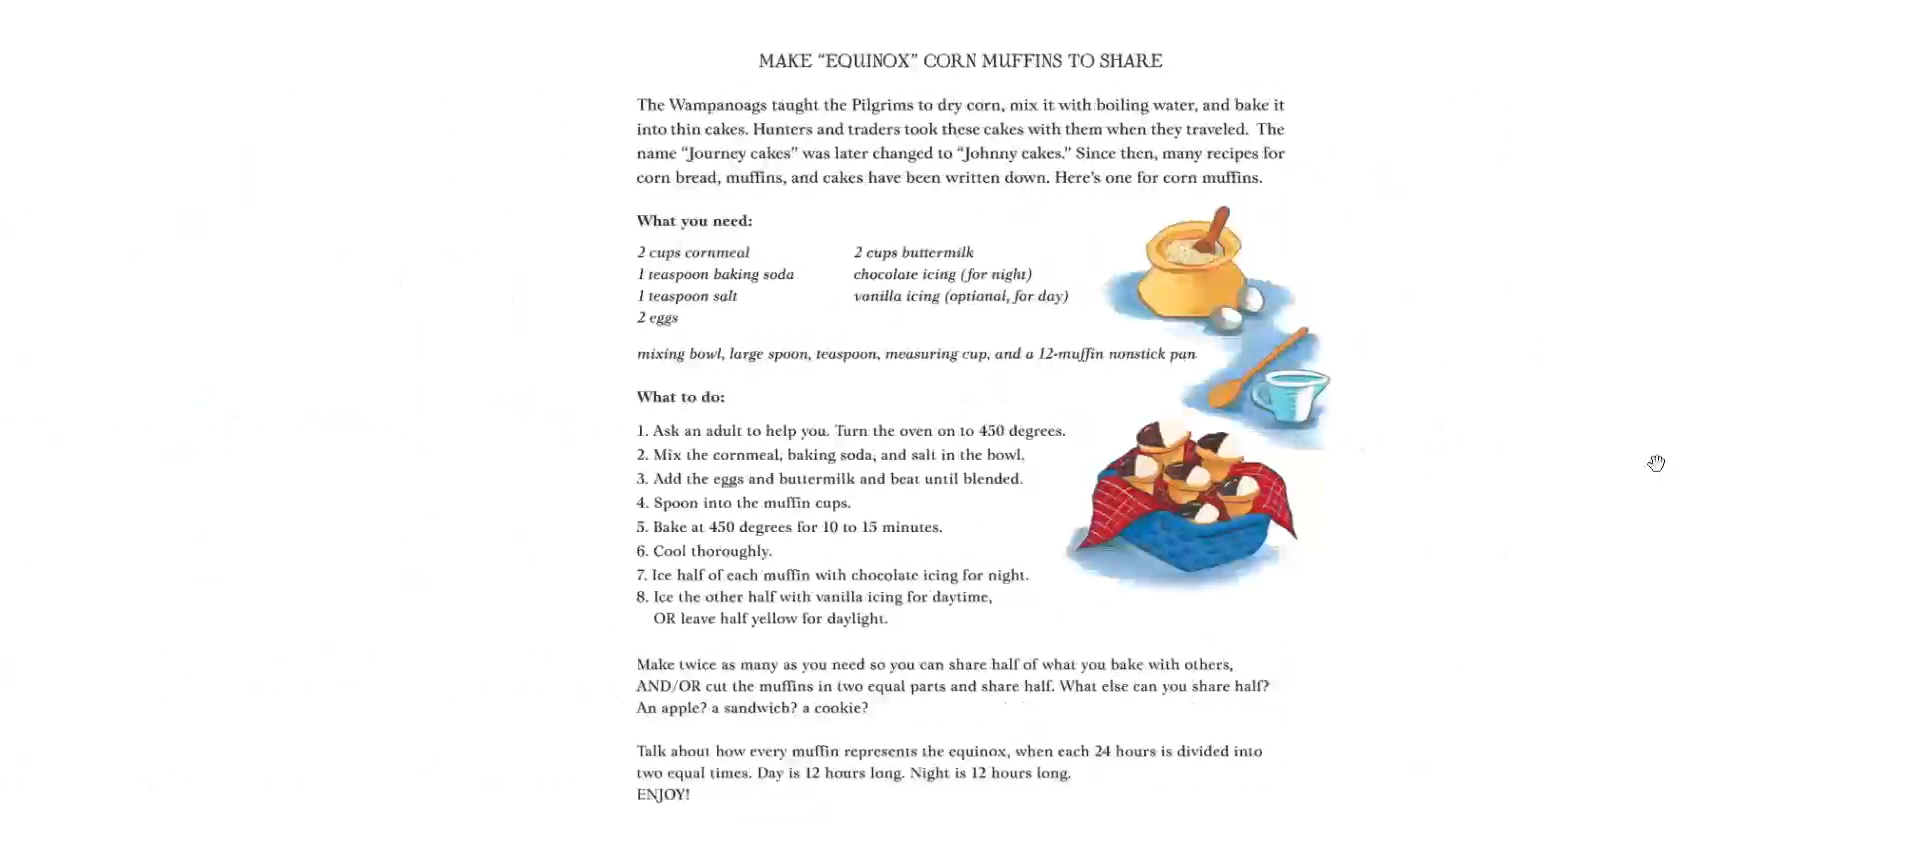 MAKE “EQUINOX” CORN MUFFINS TO SHARE
The Wampanoags taught the Pilgrims to dry corn, mix it with boiling water, and bake it
into thin cakes. Hunters and traders took these cakes with them when they traveled. The
name “Journey cakes” was later changed to “Johnny cakes.” Since then, many recipes for
corn bread, muffins, and cakes have been written down. Here’s one for corn muffins.
What you need:
2 cups cornmeal
1 teaspoon baking soda
1 teaspoon salt
2 eggs
2 cups buttermilk
chocolate icing (for night)
vanilla icing (optional, for day)
mixing bowl, large spoon, teaspoon, measuring cup, and a 12-muffin nonstick pan
What to do:
1. Ask an adult to help you. Turn the oven on to 450 degrees.
2. Mix the cornmeal, baking soda, and salt in the bowl.
3. Add the eggs and buttermilk and beat until blended.
4. Spoon into the muffin cups.
5. Bake at 450 degrees for 10 to 15 minutes.
6. Cool thoroughly.
7. Ice half of each muffin with chocolate icing for night.
8. Ice the other half with vanilla icing for daytime,
OR leave half yellow for daylight.
Make twice as many as you need so you can share half of what you bake with others,
AND/OR cut the muffins in two equal parts and share half. What else can you share half?
An apple? a sandwich? a cookie?
Talk about how every muffin represents the equinox, when each 24 hours is divided into
two equal times. Day is 12 hours long. Night is 12 hours long.
ENJOY!